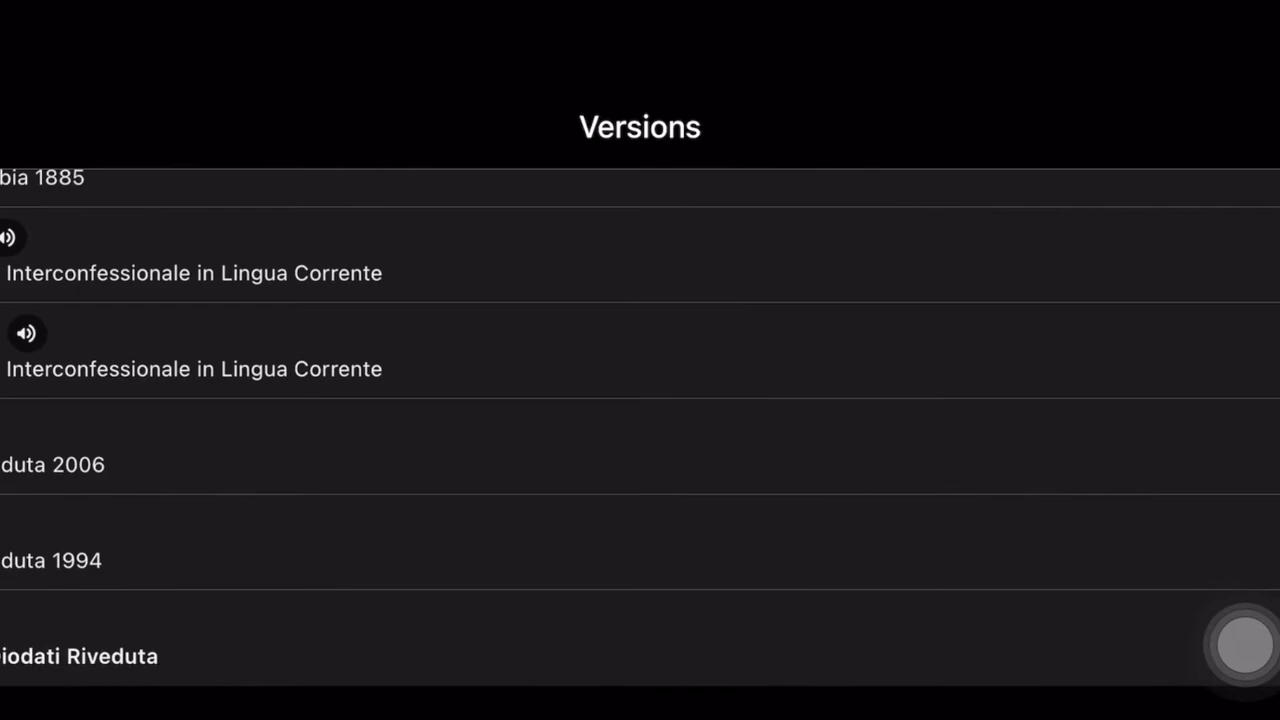 Versions
bia 1885
Interconfessionale in Lingua Corrente
Interconfessionale in Lingua Corrente
duta 2006
duta 1994
iodati Riveduta